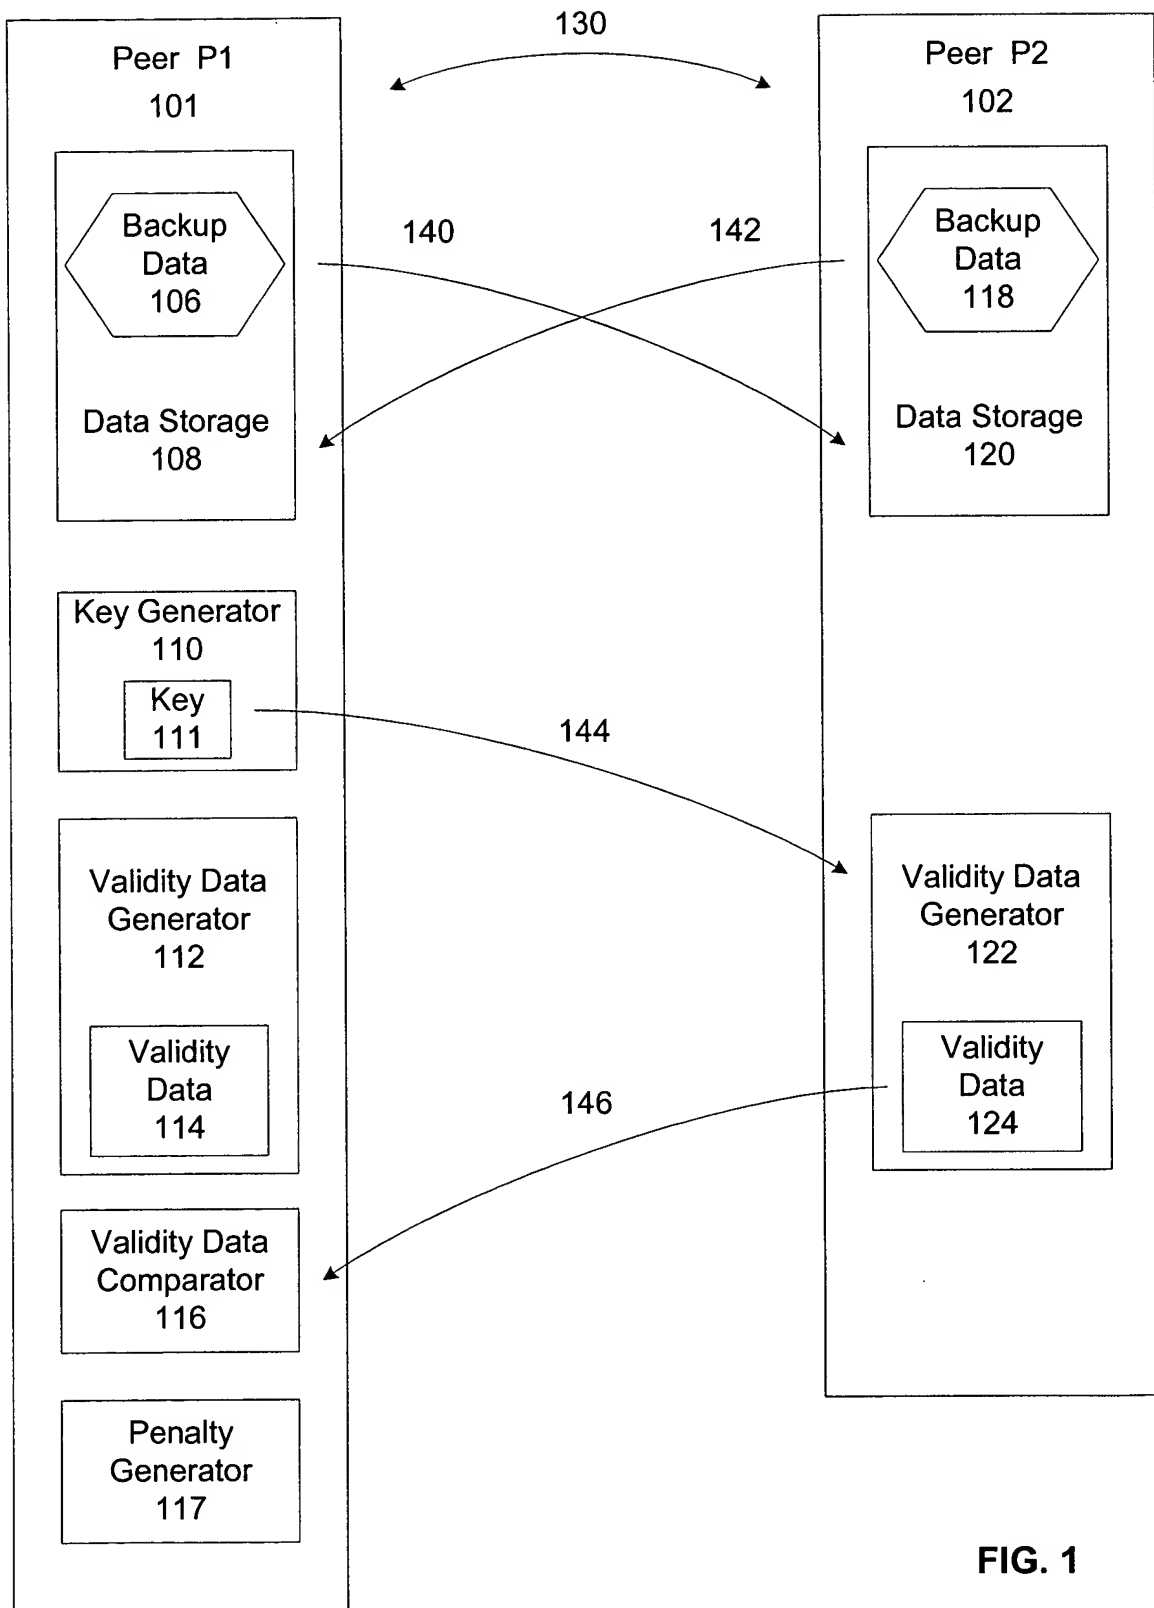 130
Peer P1
101
Peer P2
102
Backup
Data
106
140
142
Backup
Data
118
Data Storage
108
Data Storage
120
Key Generator
110
Key
111
144
Validity Data
Generator
112
Validity Data
Generator
122
Validity
Data
114
146
Validity
Data
124
Validity Data
Comparator
116
Penalty
Generator
117
FIG. 1